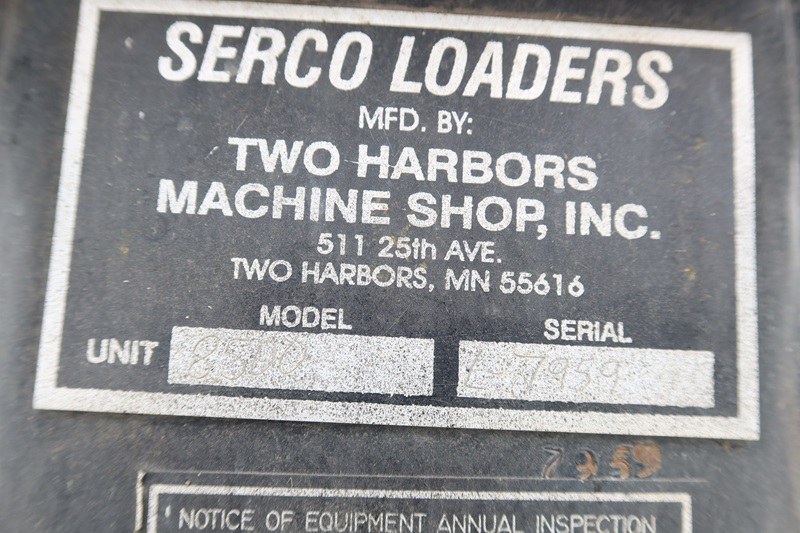 SERCO LOADERS
MFD. BY:
TWO HARBORS
MACHINE SHOP, INC.
511 25th AVE.
TWO HARBORS, MN 55616
MODEL SERIAL
UNIT 8500 L-7959
NOTICE OF EQUIPMENT ANNUAL INSPECTION